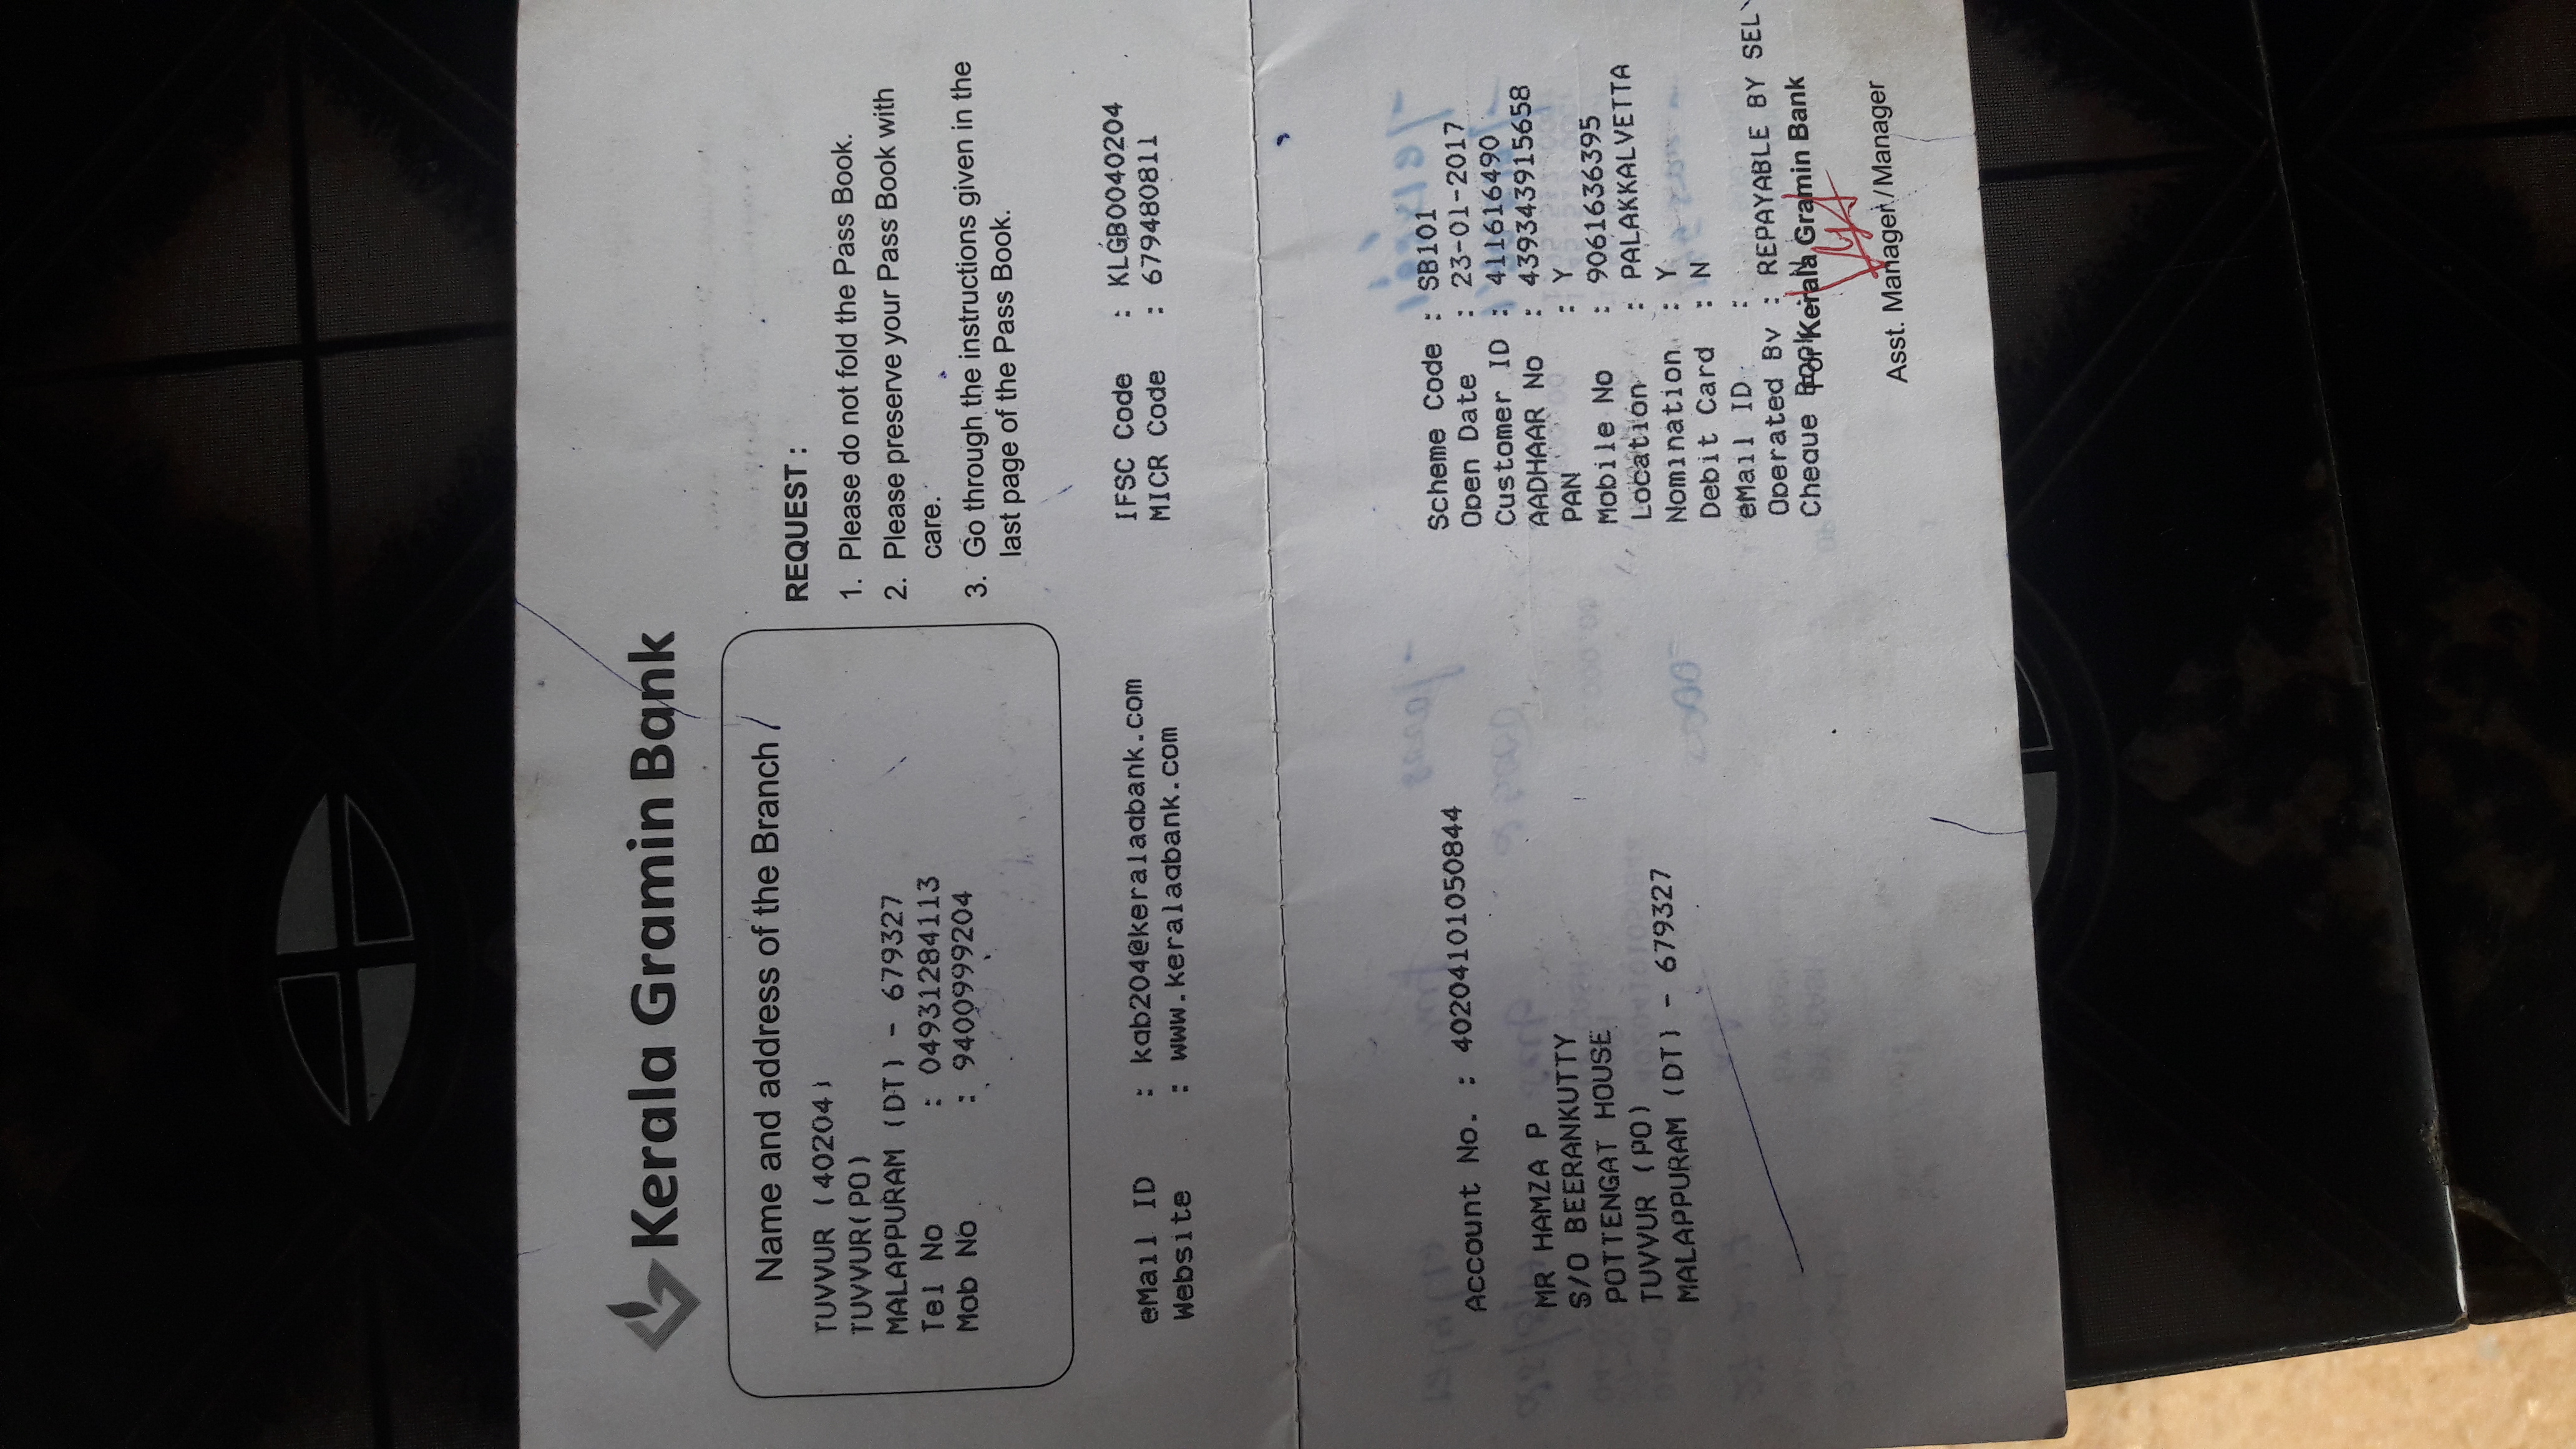 Kerala Gramin Bank
Name and address of the Branch
TUVVUR (40204)
TUVVUR(PO)
MALAPPURAM (DT) - 679327
Tel No : 04931284113
Mob No : 9400999204
REQUEST :
1. Please do not fold the Pass Book.
2. Please preserve your Pass Book with
care.
3. Go through the instructions given in the
last page of the Pass Book.
eMail ID : kgb204@keralagbank.com
Website : www.keralagbank.com
IFSC Code : KLGB0040204
MICR Code : 679480811
Account No. : 40204101050844
MR HAMZA P
S/O BEERANKUTTY
POTTENGAT HOUSE
TUVVUR (PO)
MALAPPURAM (DT) - 679327
Scheme Code : SB101
Open Date : 23-01-2017
Customer ID : 411616490
AADHAAR No : 439343915658
PAN : Y
Mobile No : 9061636395
Location : PALAKKALVETTA
Nomination : Y
Debit Card : N
eMail ID :
Operated By : REPAYABLE BY SEL
Cheque Book : N
For Kerala Gramin Bank
Asst. Manager / Manager